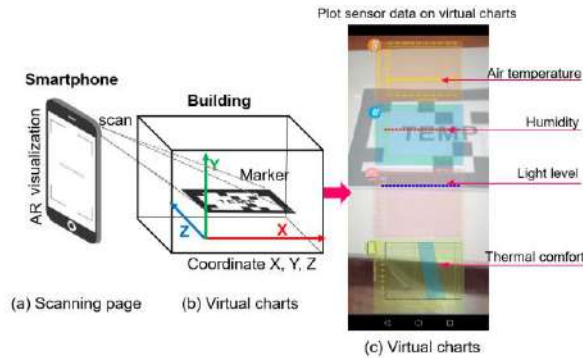 Plot sensor data on virtual charts
Smartphone
Building
scan
AR visualization
Marker
Y
Z
X
Coordinate X, Y, Z
(a) Scanning page
(b) Virtual charts
TEMP
Air temperature
Humidity
Light level
Thermal comfort
(c) Virtual charts